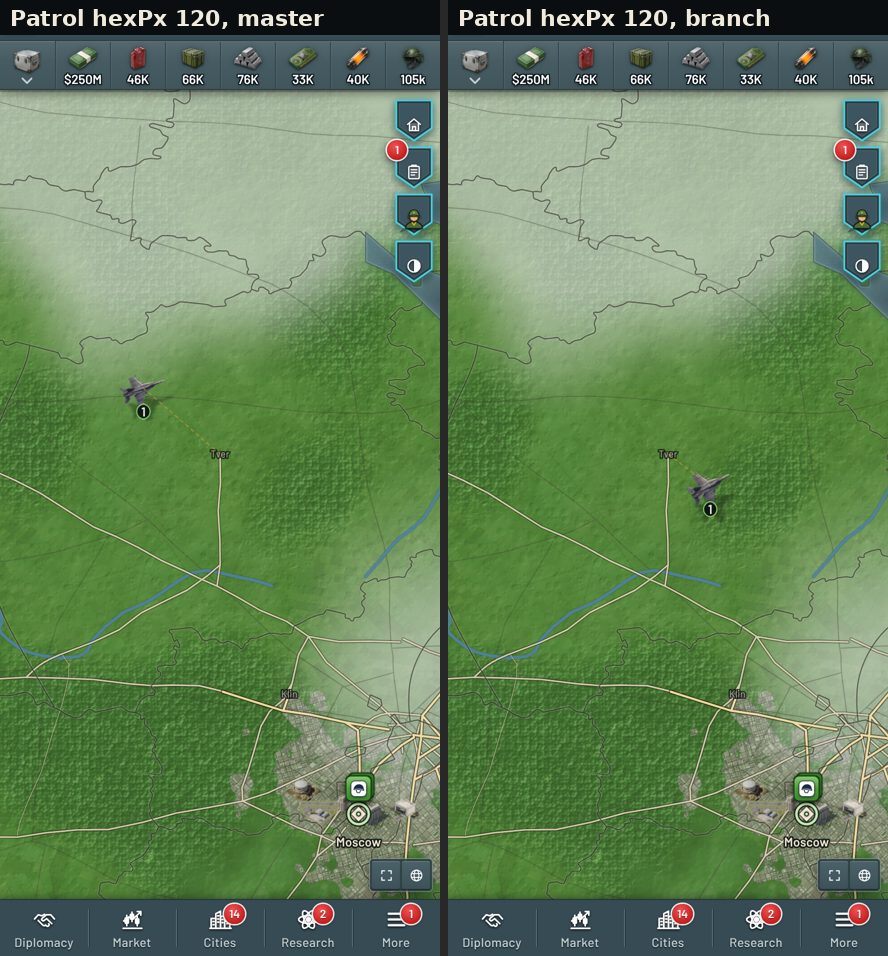 Patrol hexPx 120, master
$250M 46K 66K 76K 33K 40K 105k
1
1
Tver
Klin
Moscow
14 2 1
Diplomacy Market Cities Research More
Patrol hexPx 120, branch
$250M 46K 66K 76K 33K 40K 105k
1
Tver
1
Klin
Moscow
14 2 1
Diplomacy Market Cities Research More